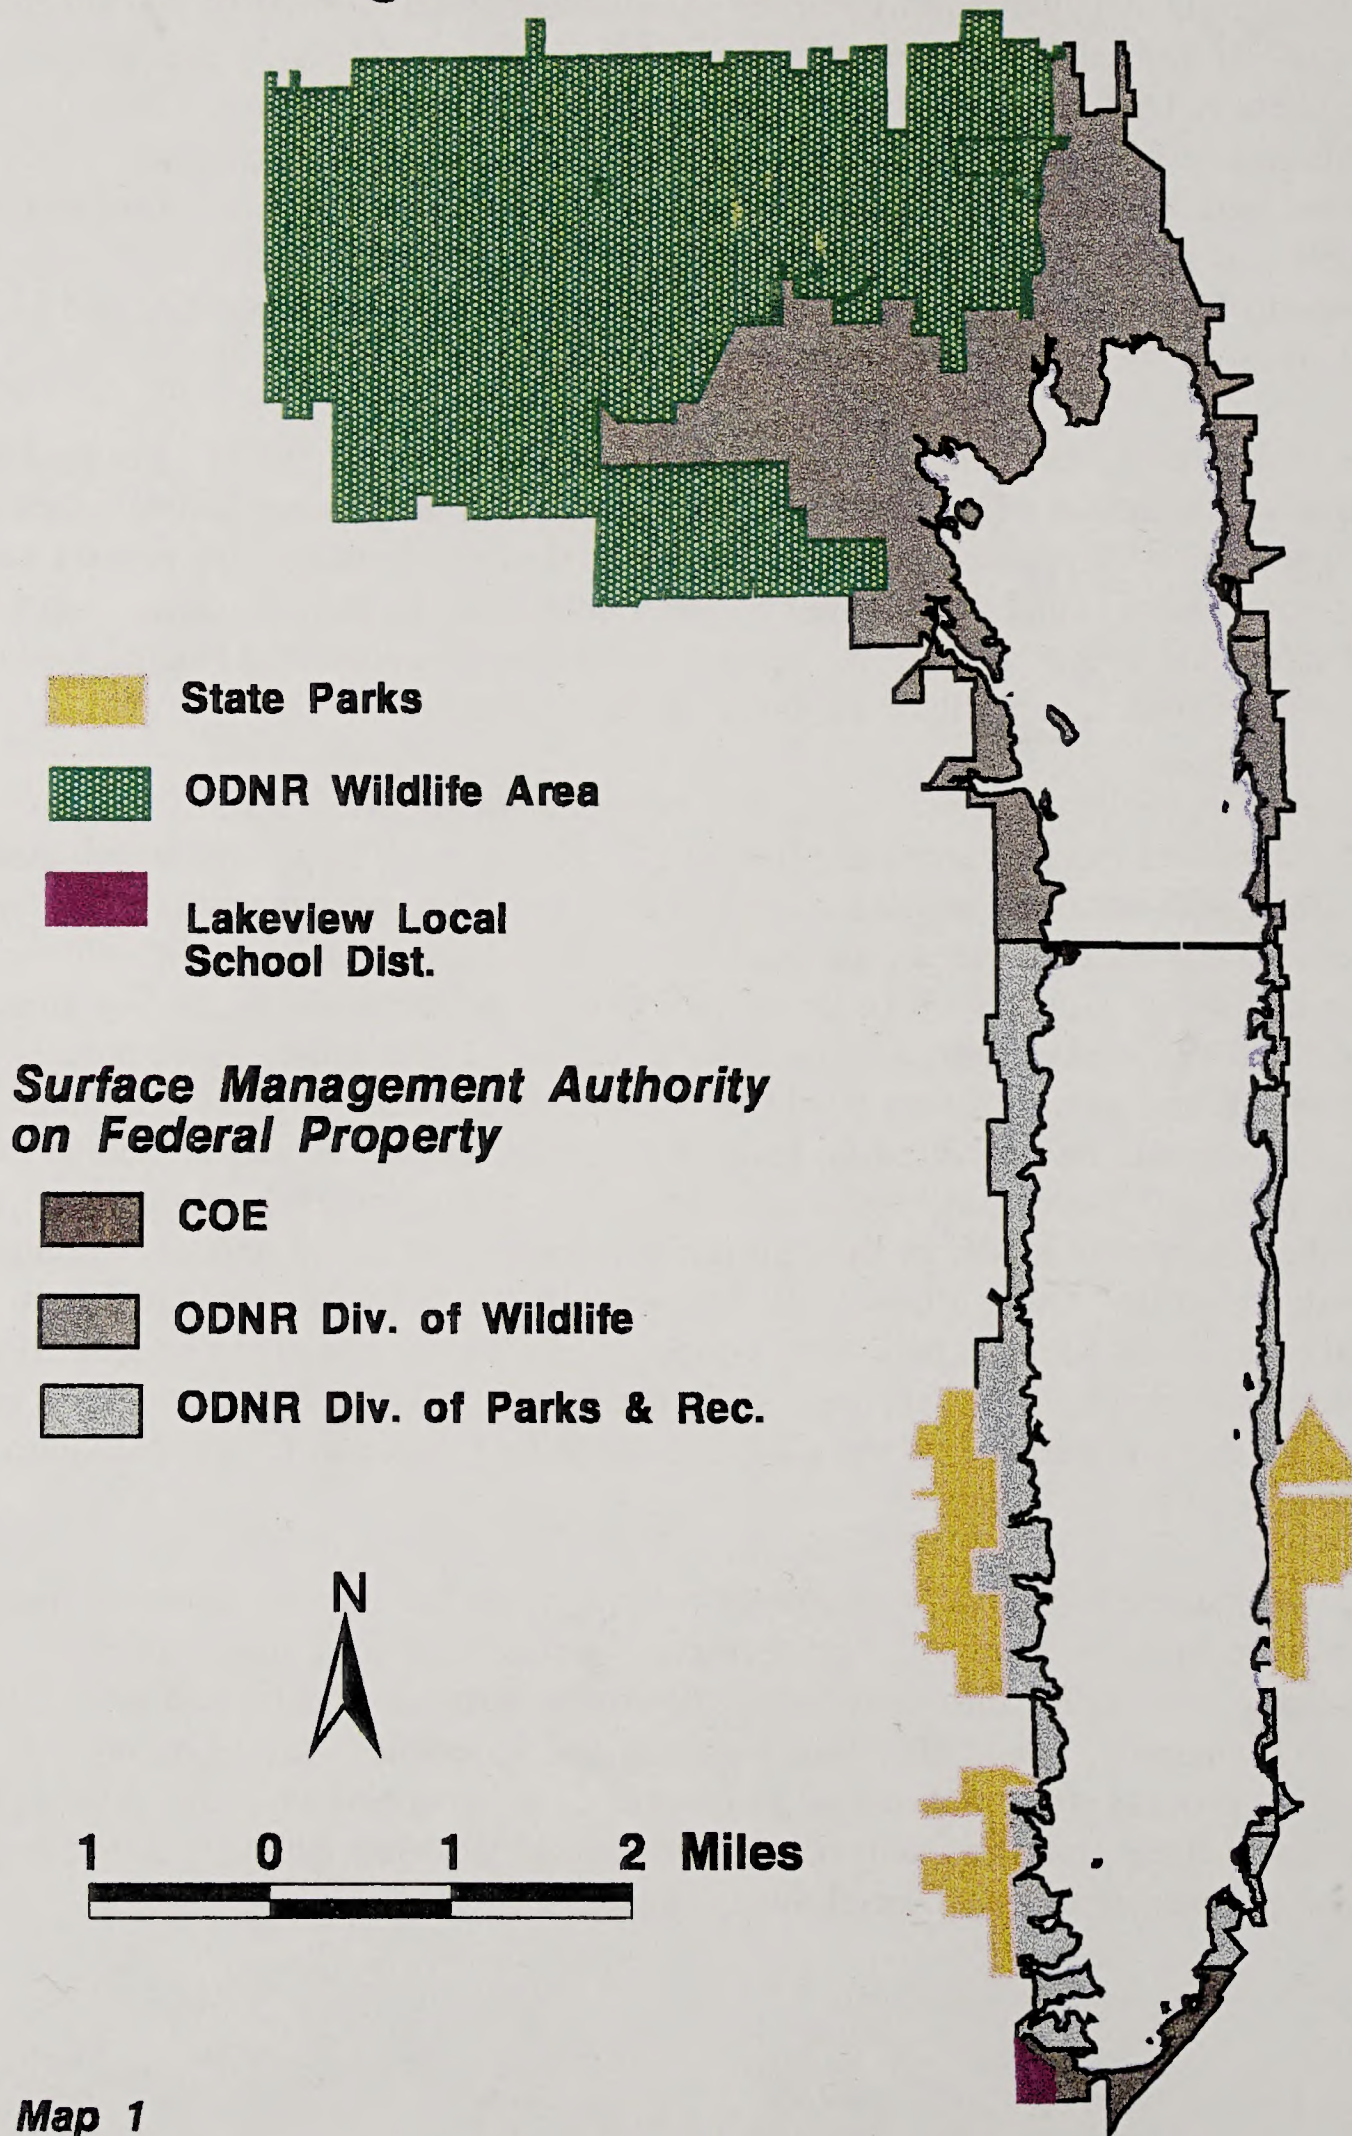 State Parks
ODNR Wildlife Area
Lakeview Local
School Dist.
Surface Management Authority
on Federal Property
COE
ODNR Div. of Wildlife
ODNR Div. of Parks & Rec.
N
1 0 1 2 Miles
Map 1